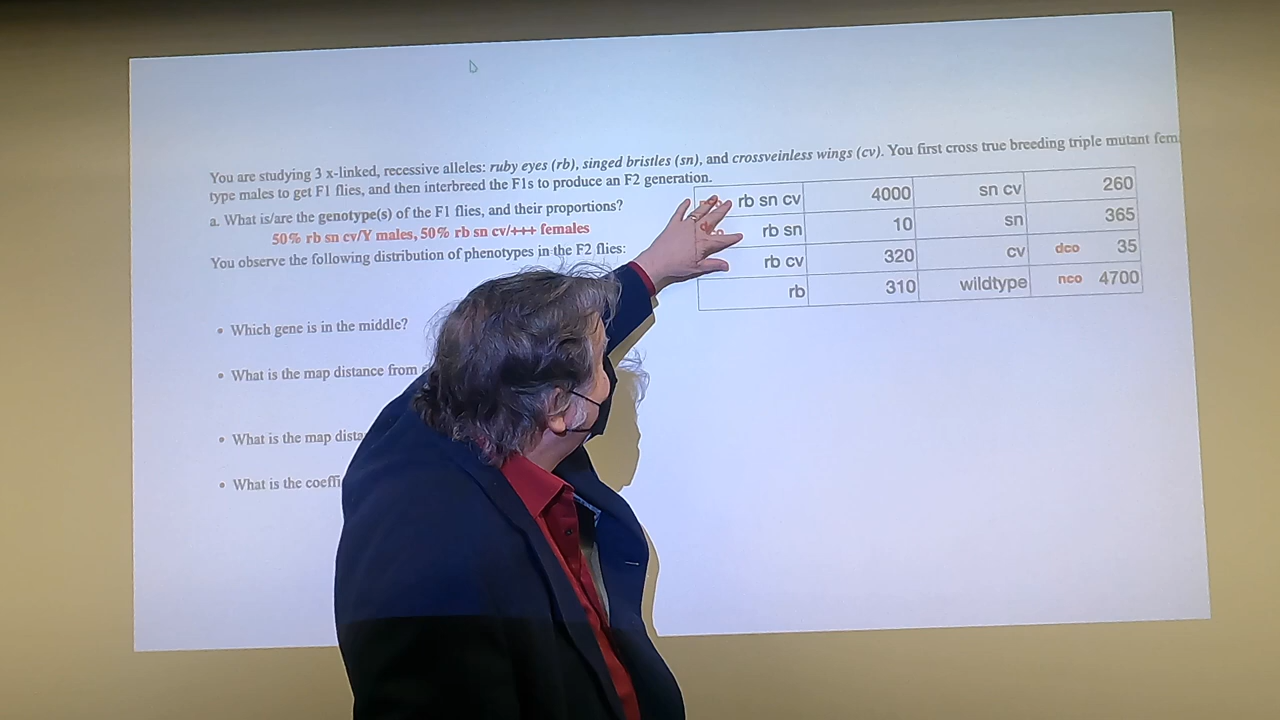 You are studying 3 x-linked, recessive alleles: ruby eyes (rb), singed bristles (sn), and crossveinless wings (cv). You first cross true breeding triple mutant fem
type males to get F1 flies, and then interbreed the F1s to produce an F2 generation.
a. What is/are the genotype(s) of the F1 flies, and their proportions?
50% rb sn cv/Y males, 50% rb sn cv/+++ females
You observe the following distribution of phenotypes in the F2 flies:
rb sn cv 4000 sn cv 260
rb sn 10 sn 365
rb cv 320 cv dco 35
rb 310 wildtype nco 4700
• Which gene is in the middle?
• What is the map distance from
• What is the map dista
• What is the coeffi